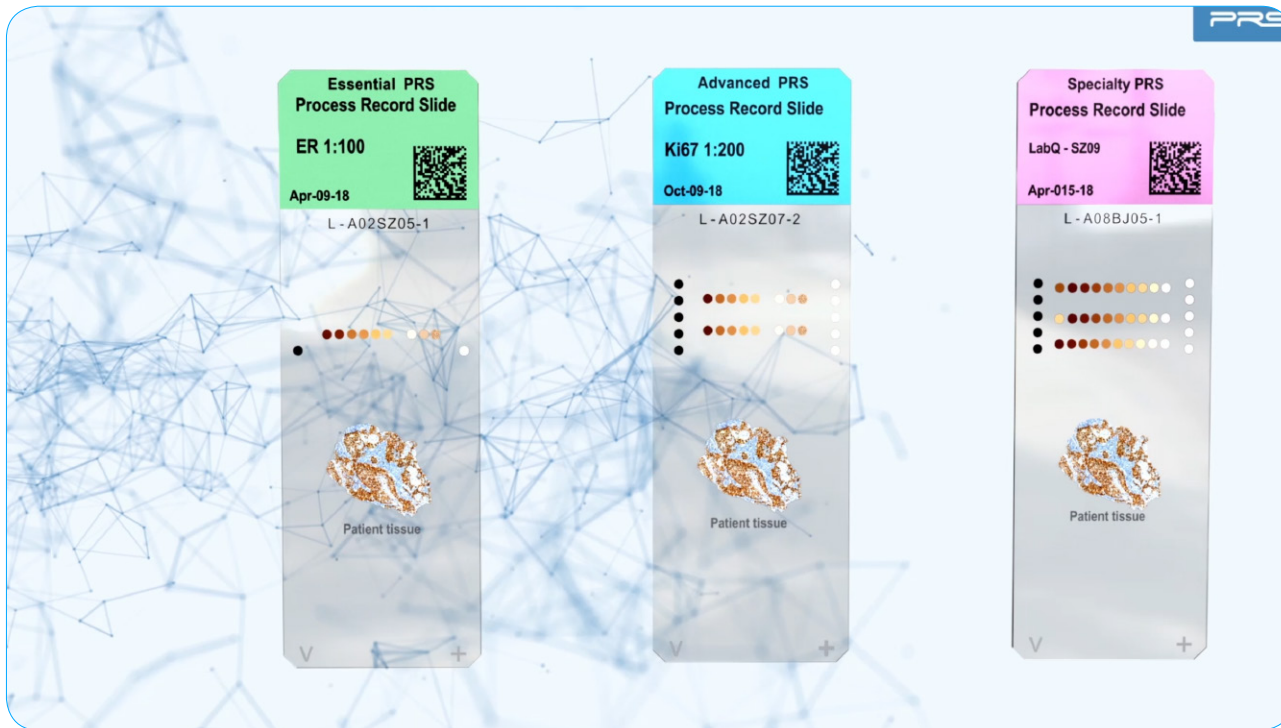 PRS
Essential PRS
Process Record Slide
ER 1:100
Apr-09-18
L-A02SZ05-1
Patient tissue
V +
Advanced PRS
Process Record Slide
Ki67 1:200
Oct-09-18
L-A02SZ07-2
Patient tissue
V +
Specialty PRS
Process Record Slide
LabQ - SZ09
Apr-015-18
L-A08BJ05-1
Patient tissue
V +